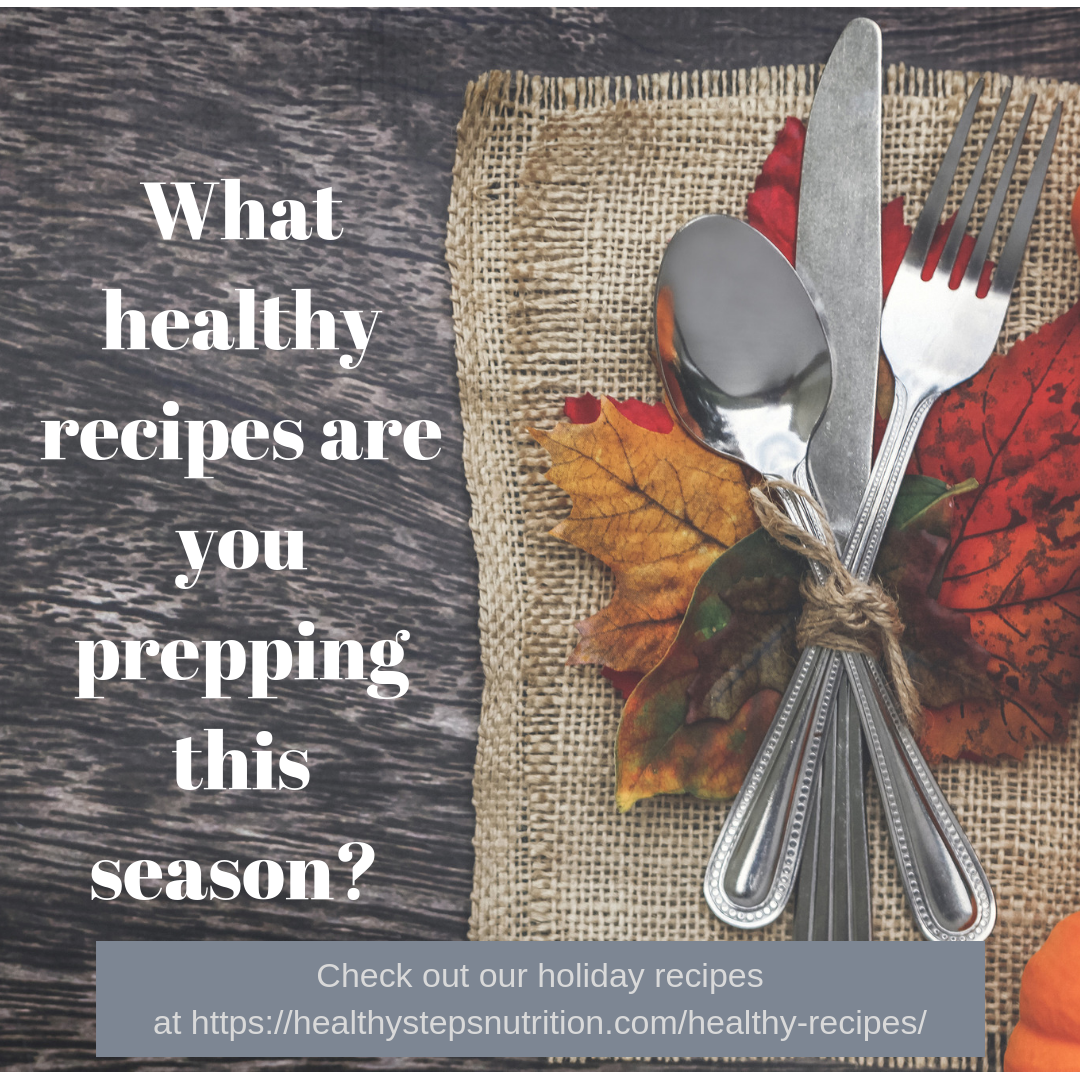 What
healthy
recipes are
you
prepping
this
season?
Check out our holiday recipes
at https://healthystepsnutrition.com/healthy-recipes/